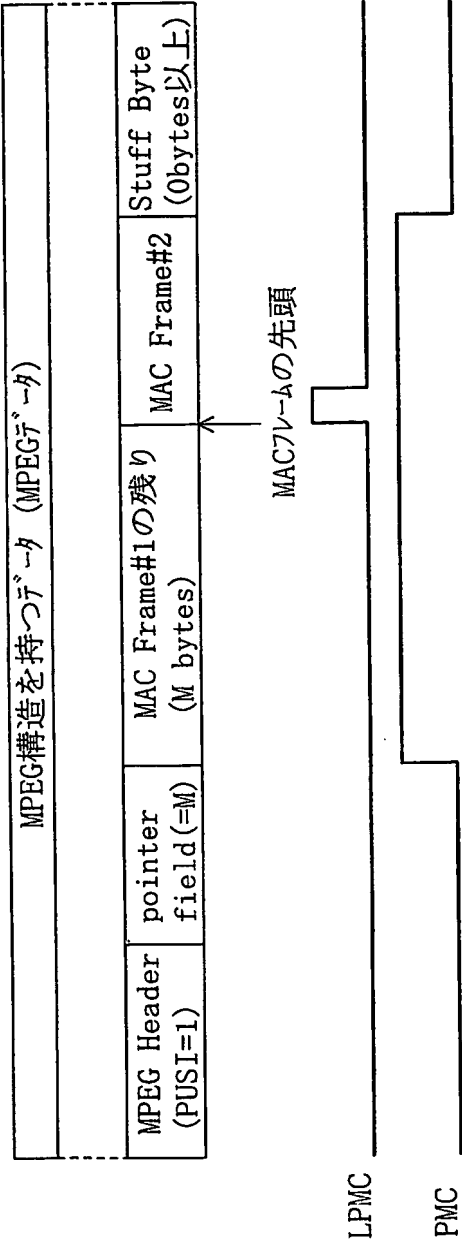 MPEG構造を持つデータ (MPEGデータ)
MPEG Header
(PUSI=1)
pointer
field(=M)
MAC Frame#1の残り
(M bytes)
MAC Frame#2
Stuff Byte
(0bytes以上)
MACフレームの先頭
LPMC
PMC